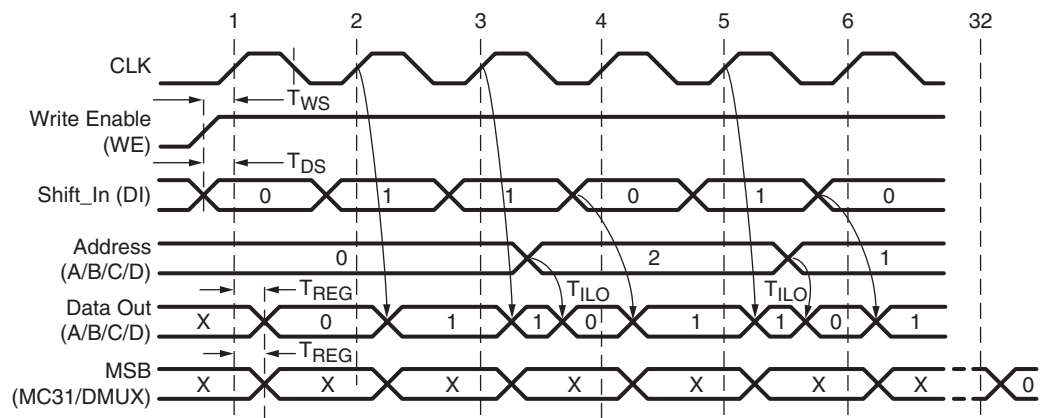 1 2 3 4 5 6 32
CLK
T_WS
Write Enable
(WE)
T_DS
Shift_In (DI) 0 1 1 0 1 0
Address
(A/B/C/D) 0 2 1
T_REG T_ILO T_ILO
Data Out
(A/B/C/D) X 0 1 1 0 1 1 0 1
T_REG
MSB
(MC31/DMUX) X X X X X X X 0